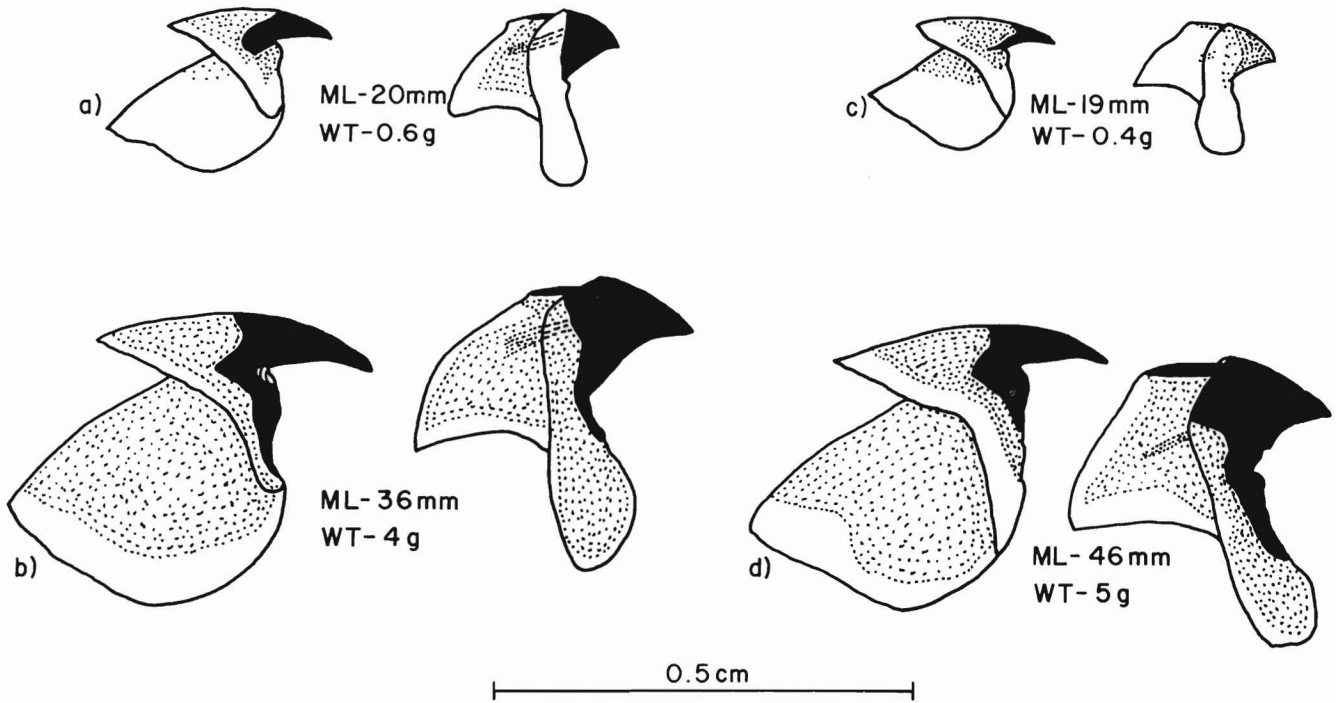 a)
ML-20mm
WT-0.6g
c)
ML-19mm
WT-0.4g
b)
ML-36mm
WT-4g
d)
ML-46mm
WT-5g
0.5cm